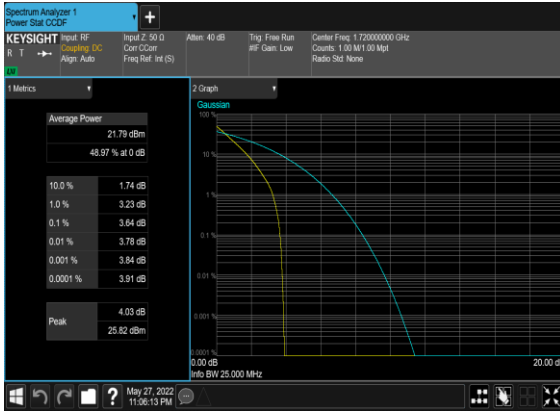 Spectrum Analyzer 1
Power Stat CCDF
+
KEYSIGHT
R T
LXI
Input: RF
Coupling: DC
Align: Auto
Input Z: 50 Ω
Corr CCorr
Freq Ref: Int (S)
Atten: 40 dB
Trig: Free Run
#IF Gain: Low
Center Freq: 1.720000000 GHz
Counts: 1.00 M/1.00 Mpt
Radio Std: None
1 Metrics
Average Power
21.79 dBm
48.97 % at 0 dB
10.0 % 1.74 dB
1.0 % 3.23 dB
0.1 % 3.64 dB
0.01 % 3.78 dB
0.001 % 3.84 dB
0.0001 % 3.91 dB
Peak
4.03 dB
25.82 dBm
2 Graph
Gaussian
100 %
10 %
1 %
0.1 %
0.01 %
0.001 %
0.0001 %
0.00 dB
20.00 d
Info BW 25.000 MHz
?
May 27, 2022
11:06:13 PM